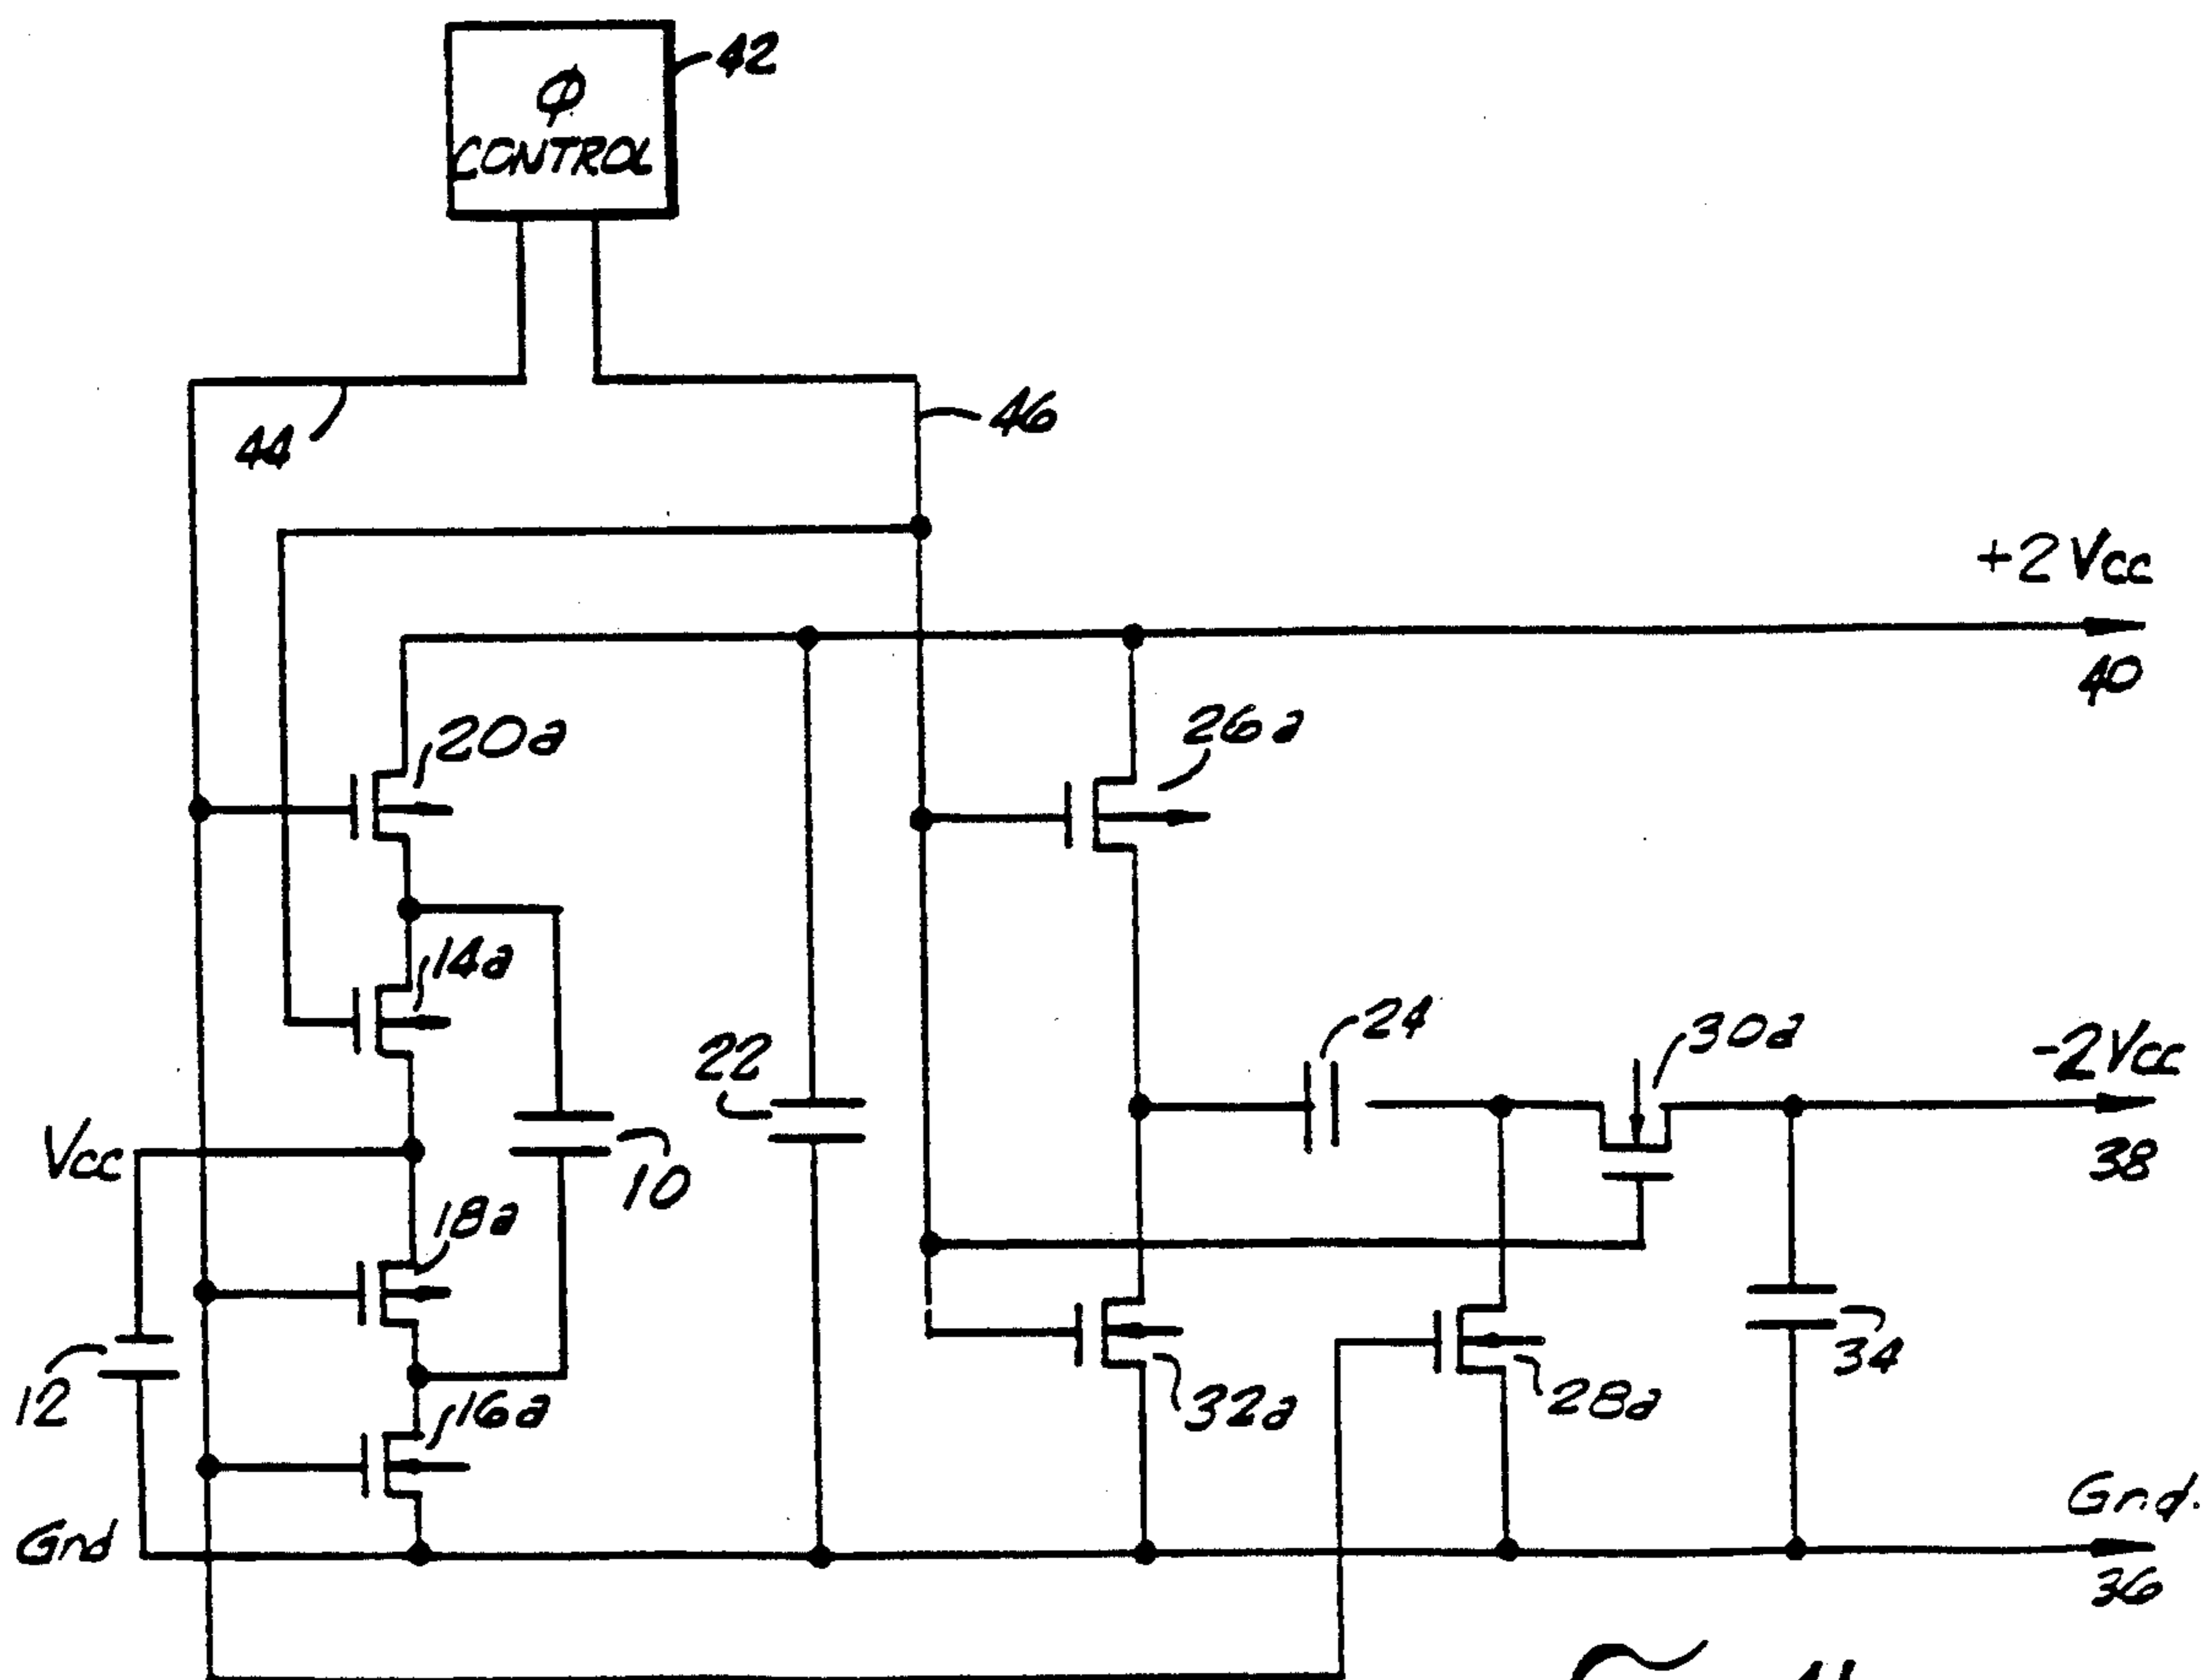 42
Φ
CONTROL
44
46
+2Vcc
40
20a
26a
14a
24
30a
-2Vcc
22
Vcc
10
38
18a
12
34
16a
32a
28a
Gnd
Gnd.
36